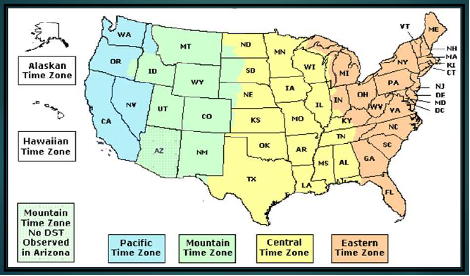 VT
ME
WA
MT
ND
MN
NH
OR
ID
SD
WI
MI
NY
MA
RI
CT
WY
NE
IA
PA
NJ
NV
UT
CO
IL
IN
OH
DE
MD
DC
CA
KS
MO
KY
WV
VA
AZ
NM
OK
AR
TN
NC
SC
TX
MS
AL
GA
LA
FL
Alaskan
Time Zone
Hawaiian
Time Zone
Mountain
Time Zone
No DST
Observed
in Arizona
Pacific
Time Zone
Mountain
Time Zone
Central
Time Zone
Eastern
Time Zone